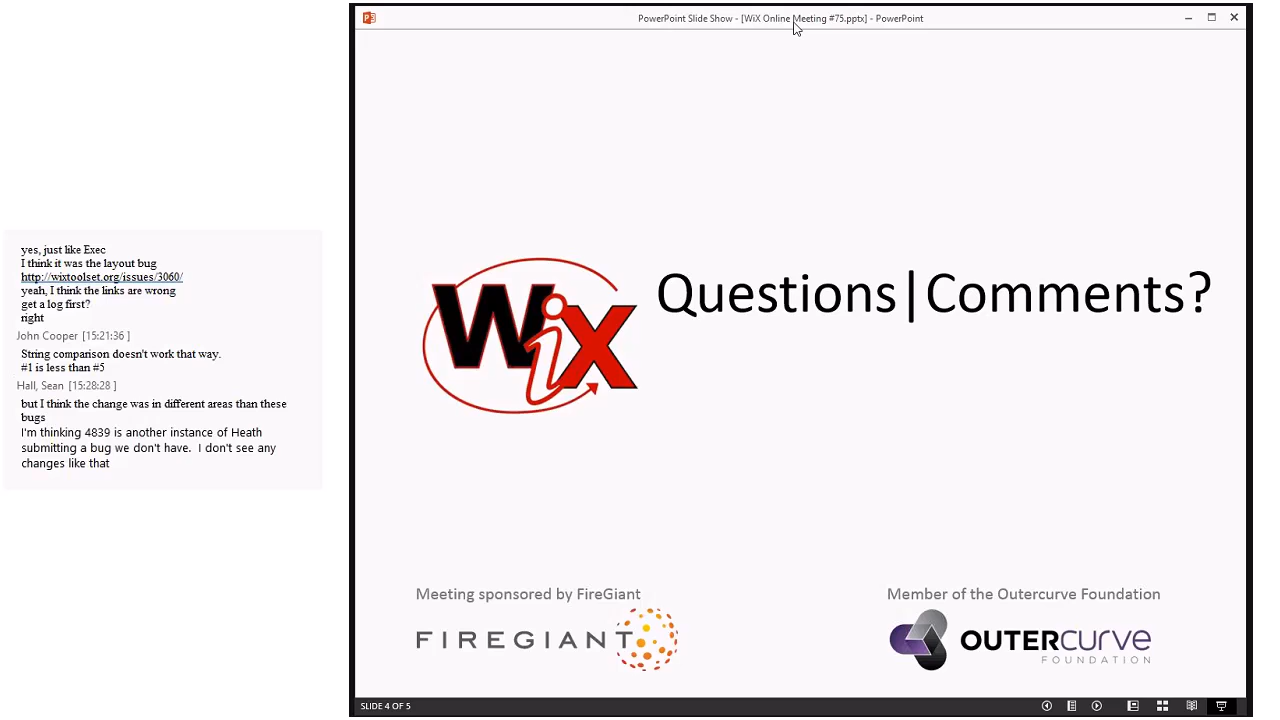 PowerPoint Slide Show - [WiX Online Meeting #75.pptx] - PowerPoint
yes, just like Exec
I think it was the layout bug
http://wixtoolset.org/issues/3060/
yeah, I think the links are wrong
get a log first?
right
John Cooper [15:21:36 ]
String comparison doesn't work that way.
#1 is less than #5
Hall, Sean [15:28:28 ]
but I think the change was in different areas than these
bugs
I'm thinking 4839 is another instance of Heath
submitting a bug we don't have.  I don't see any
changes like that
WiX
Questions|Comments?
Meeting sponsored by FireGiant
FIREGIANT
Member of the Outercurve Foundation
OUTERCURVE
FOUNDATION
SLIDE 4 OF 5